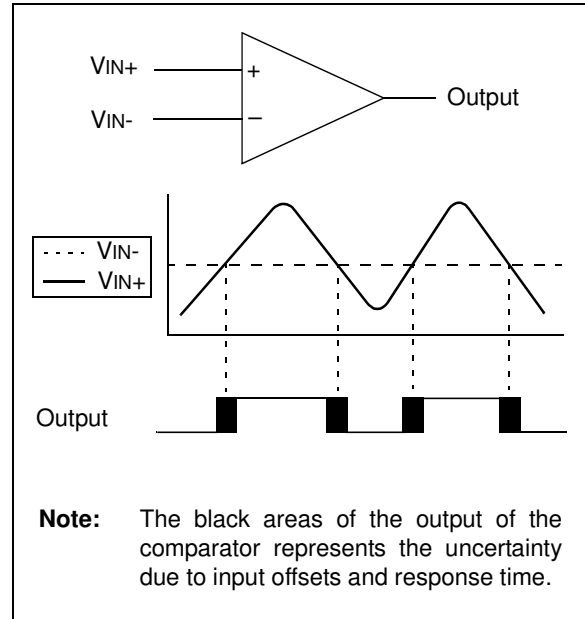 VIN+
+
Output
VIN-
–
VIN-
VIN+
Output
Note: The black areas of the output of the
comparator represents the uncertainty
due to input offsets and response time.